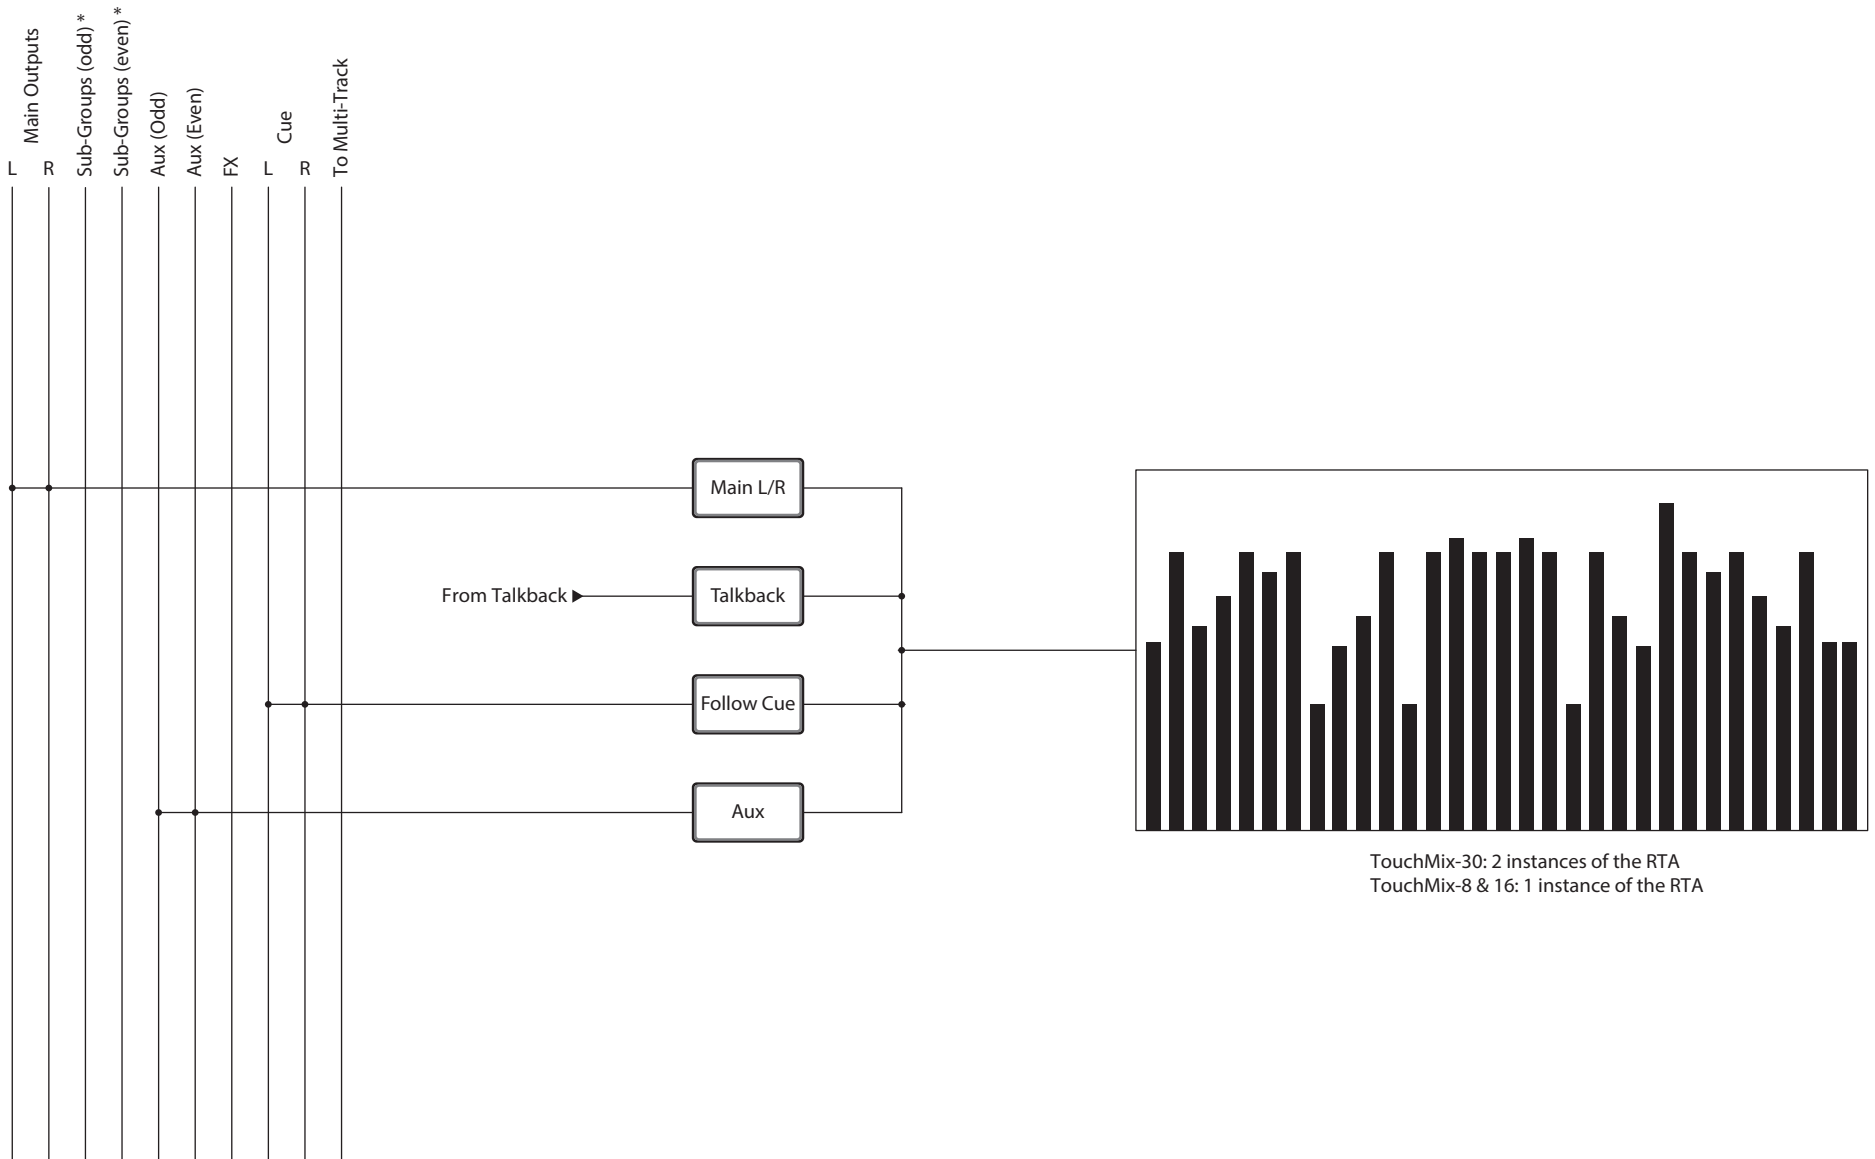 Main Outputs
L
R
Sub-Groups (odd) *
Sub-Groups (even) *
Aux (Odd)
Aux (Even)
FX
Cue
L
R
To Multi-Track
Main L/R
From Talkback
Talkback
Follow Cue
Aux
TouchMix-30: 2 instances of the RTA
TouchMix-8 & 16: 1 instance of the RTA